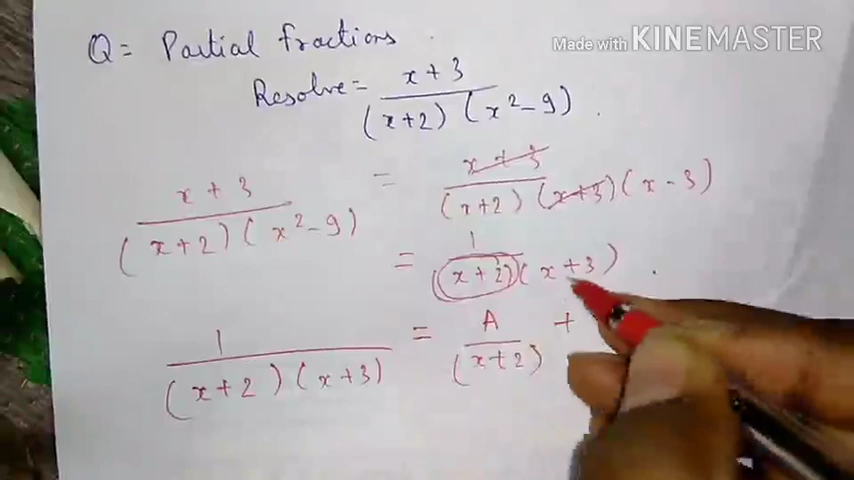 Made with KINEMASTER
Q = Partial fractions
Resolve = x + 3 / (x+2) (x² - 9) .
x + 3 / (x+2) (x² - 9) = x + 3 / (x+2) (x+3) (x - 3)
= 1 / (x+2) (x+3) .
1 / (x+2) (x+3) = A / (x+2) +